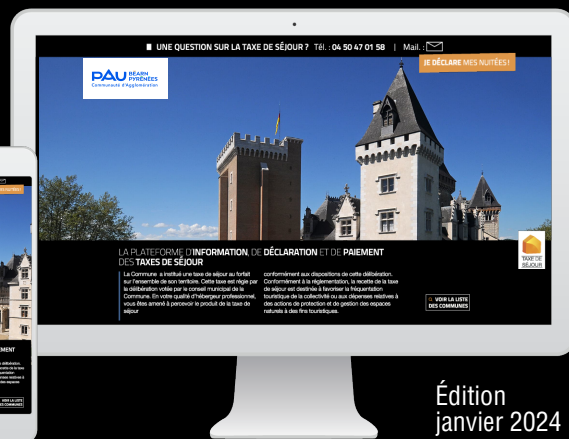 UNE QUESTION SUR LA TAXE DE SÉJOUR ? Tél. : 04 50 47 01 58 | Mail. :
JE DÉCLARE MES NUITÉES !
PAU BÉARN
PYRÉNÉES
Communauté d'Agglomération
LA PLATEFORME D'INFORMATION, DE DÉCLARATION ET DE PAIEMENT
DES TAXES DE SÉJOUR
La Commune a institué une taxe de séjour au forfait
sur l'ensemble de son territoire. Cette taxe est régie par
la délibération votée par le conseil municipal de la
Commune. En votre qualité d'hébergeur professionnel,
vous êtes amené à percevoir le produit de la taxe de
séjour
conformément aux dispositions de cette délibération.
Conformément à la réglementation, la recette de la taxe
de séjour est destinée à favoriser la fréquentation
touristique de la collectivité ou aux dépenses relatives à
des actions de protection et de gestion des espaces
naturels à des fins touristiques.
TAXE DE
SÉJOUR
VOIR LA LISTE
DES COMMUNES
VOIR LA LISTE
DES COMMUNES
Édition
janvier 2024